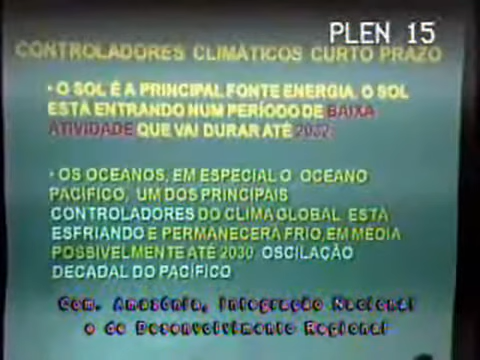 PLEN 15
CONTROLADORES CLIMÁTICOS CURTO PRAZO
• O SOL É A PRINCIPAL FONTE ENERGIA. O SOL
ESTÁ ENTRANDO NUM PERÍODO DE BAIXA
ATIVIDADE QUE VAI DURAR ATÉ 2032.
• OS OCEANOS, EM ESPECIAL O OCEANO
PACÍFICO, UM DOS PRINCIPAIS
CONTROLADORES DO CLIMA GLOBAL ESTÁ
ESFRIANDO E PERMANECERÁ FRIO, EM MÉDIA
POSSIVELMENTE ATÉ 2030 OSCILAÇÃO
DECADAL DO PACÍFICO
Com. Amazônia, Integração Nacional
e de Desenvolvimento Regional